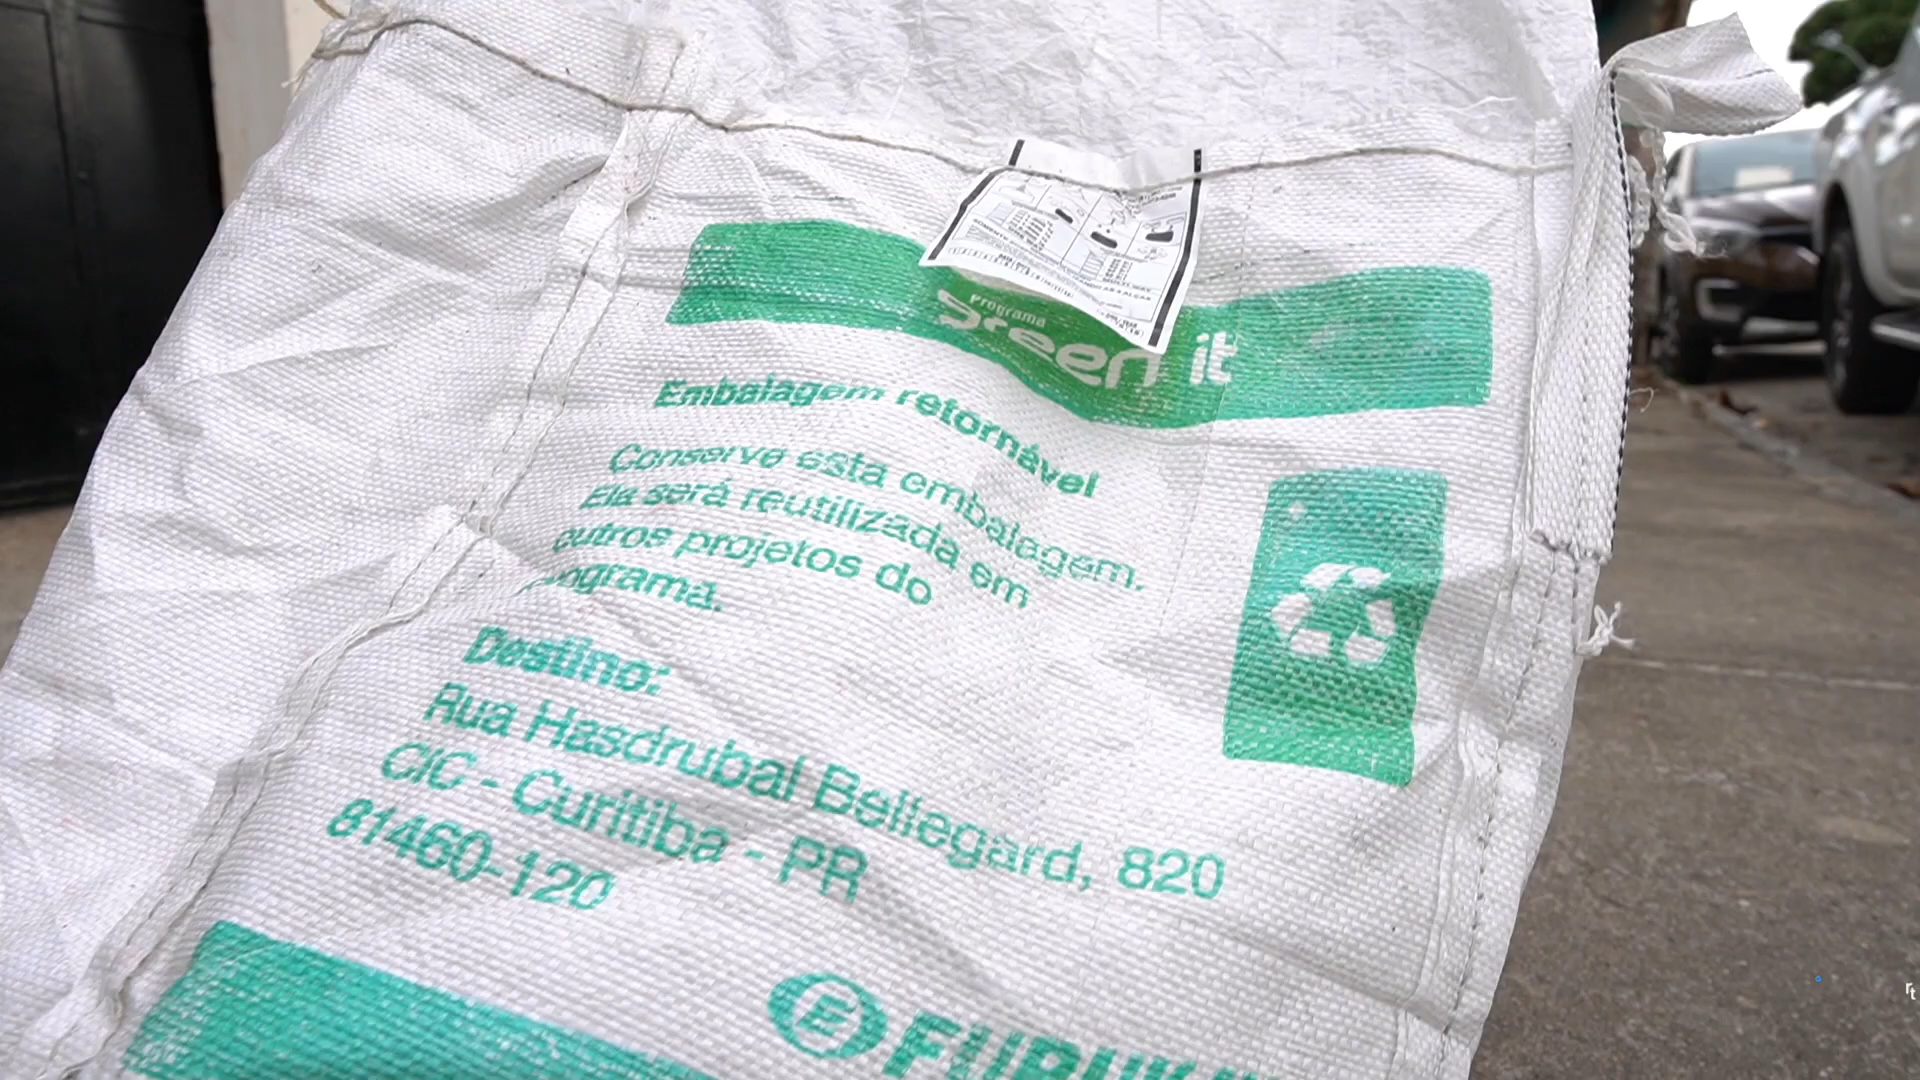 Programa
Green it
Embalagem retornável
Conserve esta embalagem.
Ela será reutilizada em
outros projetos do
programa.
Destino:
Rua Hasdrubal Bellegard, 820
CIC - Curitiba - PR
81460-120
FURUK